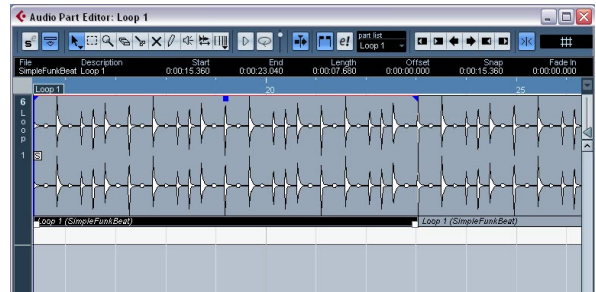 Audio Part Editor: Loop 1
part list
Loop 1
File Description Start End Length Offset Snap Fade In
SimpleFunkBeat Loop 1 0:00:15.360 0:00:23.040 0:00:07.680 0:00:00.000 0:00:15.360 0:00:00.000
Loop 1 20 25
6
Loop
1
S
Loop 1 (SimpleFunkBeat) Loop 1 (SimpleFunkBeat)